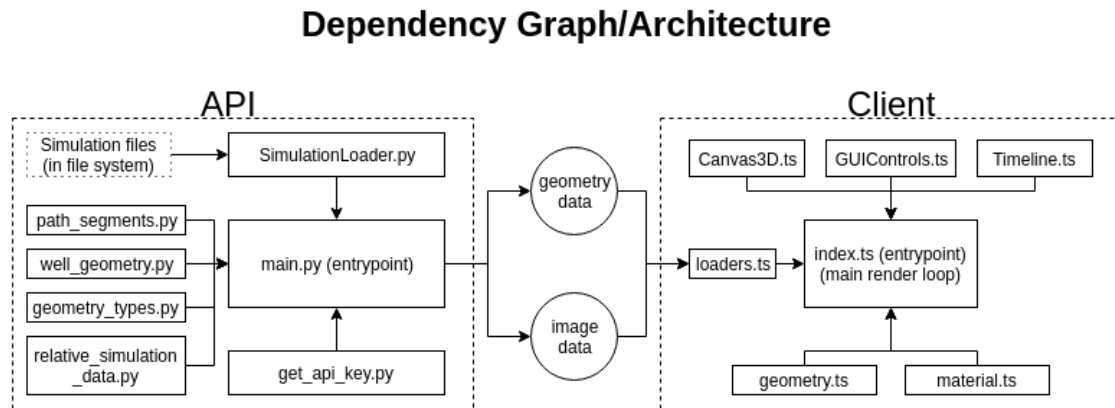 Dependency Graph/Architecture
API
Client
Simulation files
(in file system)
SimulationLoader.py
path_segments.py
well_geometry.py
geometry_types.py
relative_simulation
_data.py
main.py (entrypoint)
get_api_key.py
geometry
data
image
data
Canvas3D.ts
GUIControls.ts
Timeline.ts
loaders.ts
index.ts (entrypoint)
(main render loop)
geometry.ts
material.ts